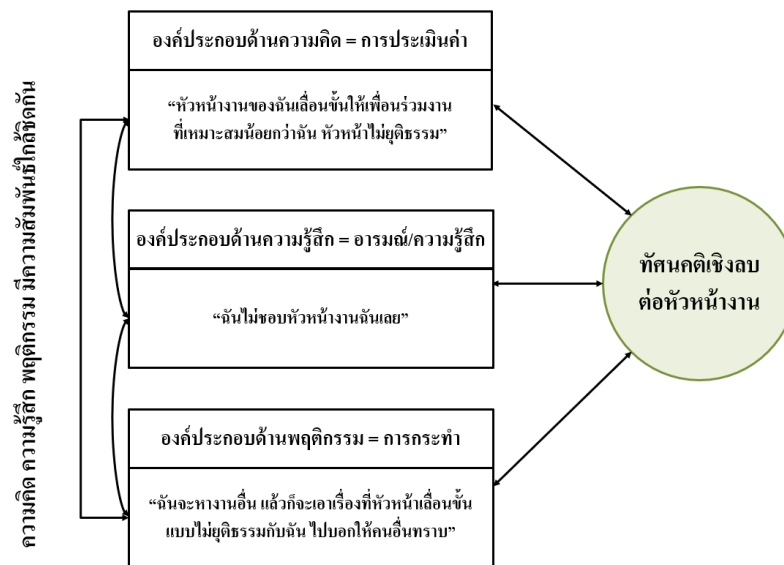 ความคิด ความรู้สึก พฤติกรรม มีความสัมพันธ์ใกล้ชิดกัน
องค์ประกอบด้านความคิด = การประเมินค่า
“หัวหน้างานของฉันเลื่อนขั้นให้เพื่อนร่วมงาน
ที่เหมาะสมน้อยกว่าฉัน หัวหน้าไม่ยุติธรรม”
องค์ประกอบด้านความรู้สึก = อารมณ์/ความรู้สึก
“ฉันไม่ชอบหัวหน้างานฉันเลย”
องค์ประกอบด้านพฤติกรรม = การกระทำ
“ฉันจะหางานอื่น แล้วก็จะเอาเรื่องที่หัวหน้าเลื่อนขั้น
แบบไม่ยุติธรรมกับฉัน ไปบอกให้คนอื่นทราบ”
ทัศนคติเชิงลบ
ต่อหัวหน้างาน